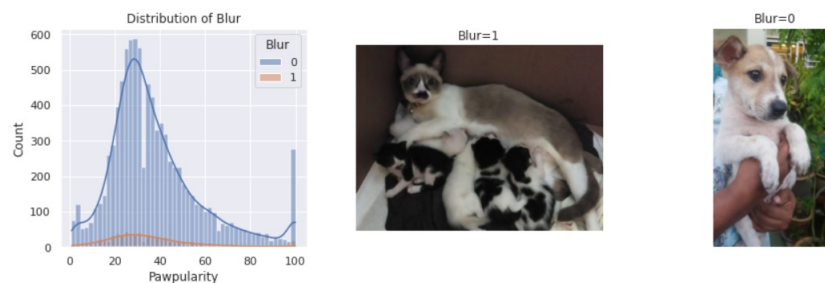 Distribution of Blur
Blur
0
1
600
500
400
300
200
100
0
Count
0 20 40 60 80 100
Pawpularity
Blur=1
Blur=0